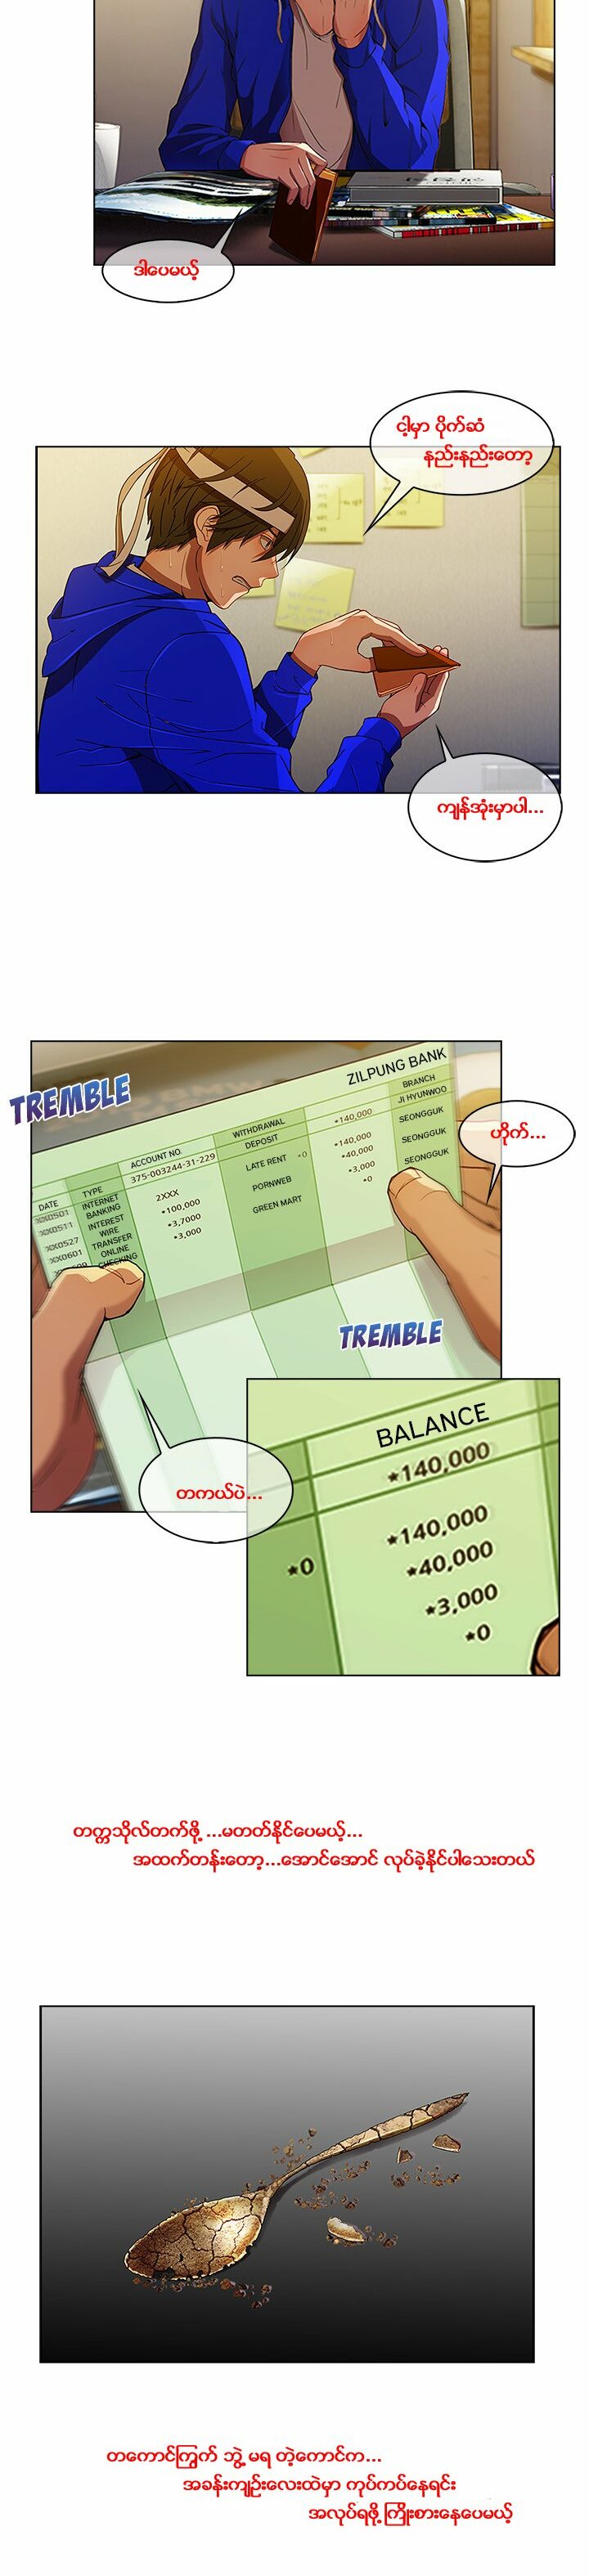 ဒါပေမယ့်
ငါ့မှာ ပိုက်ဆံ
နည်းနည်းတော့
ကျန်အုံးမှာပါ...
TREMBLE
ZILPUNG BANK
DATE TYPE ACCOUNT NO. WITHDRAWAL BRANCH
375-003244-31-229 DEPOSIT *140,000 JI HYUNWOO
XX0501 INTERNET BANKING 2XXX LATE RENT *0 *140,000 SEONGGUK
XX0511 INTEREST *100,000 PORNWEB *40,000 SEONGGUK
XX0527 WIRE TRANSFER *3,7000 GREEN MART *3,000 SEONGGUK
XX0601 ONLINE CHECKING *3,000 *0
ဟိုက်...
TREMBLE
တကယ်ပဲ...
BALANCE
*140,000
*140,000
*0 *40,000
*3,000
*0
တက္ကသိုလ်တက်ဖို့ ...မတတ်နိုင်ပေမယ့်...
အထက်တန်းတော့...အောင်အောင် လုပ်ခဲ့နိုင်ပါသေးတယ်
တကောင်ကြွက် ဘွဲ့ မရ တဲ့ကောင်က...
အခန်းကျဉ်းလေးထဲမှာ ကုပ်ကပ်နေရင်း
အလုပ်ရဖို့ ကြိုးစားနေပေမယ့်